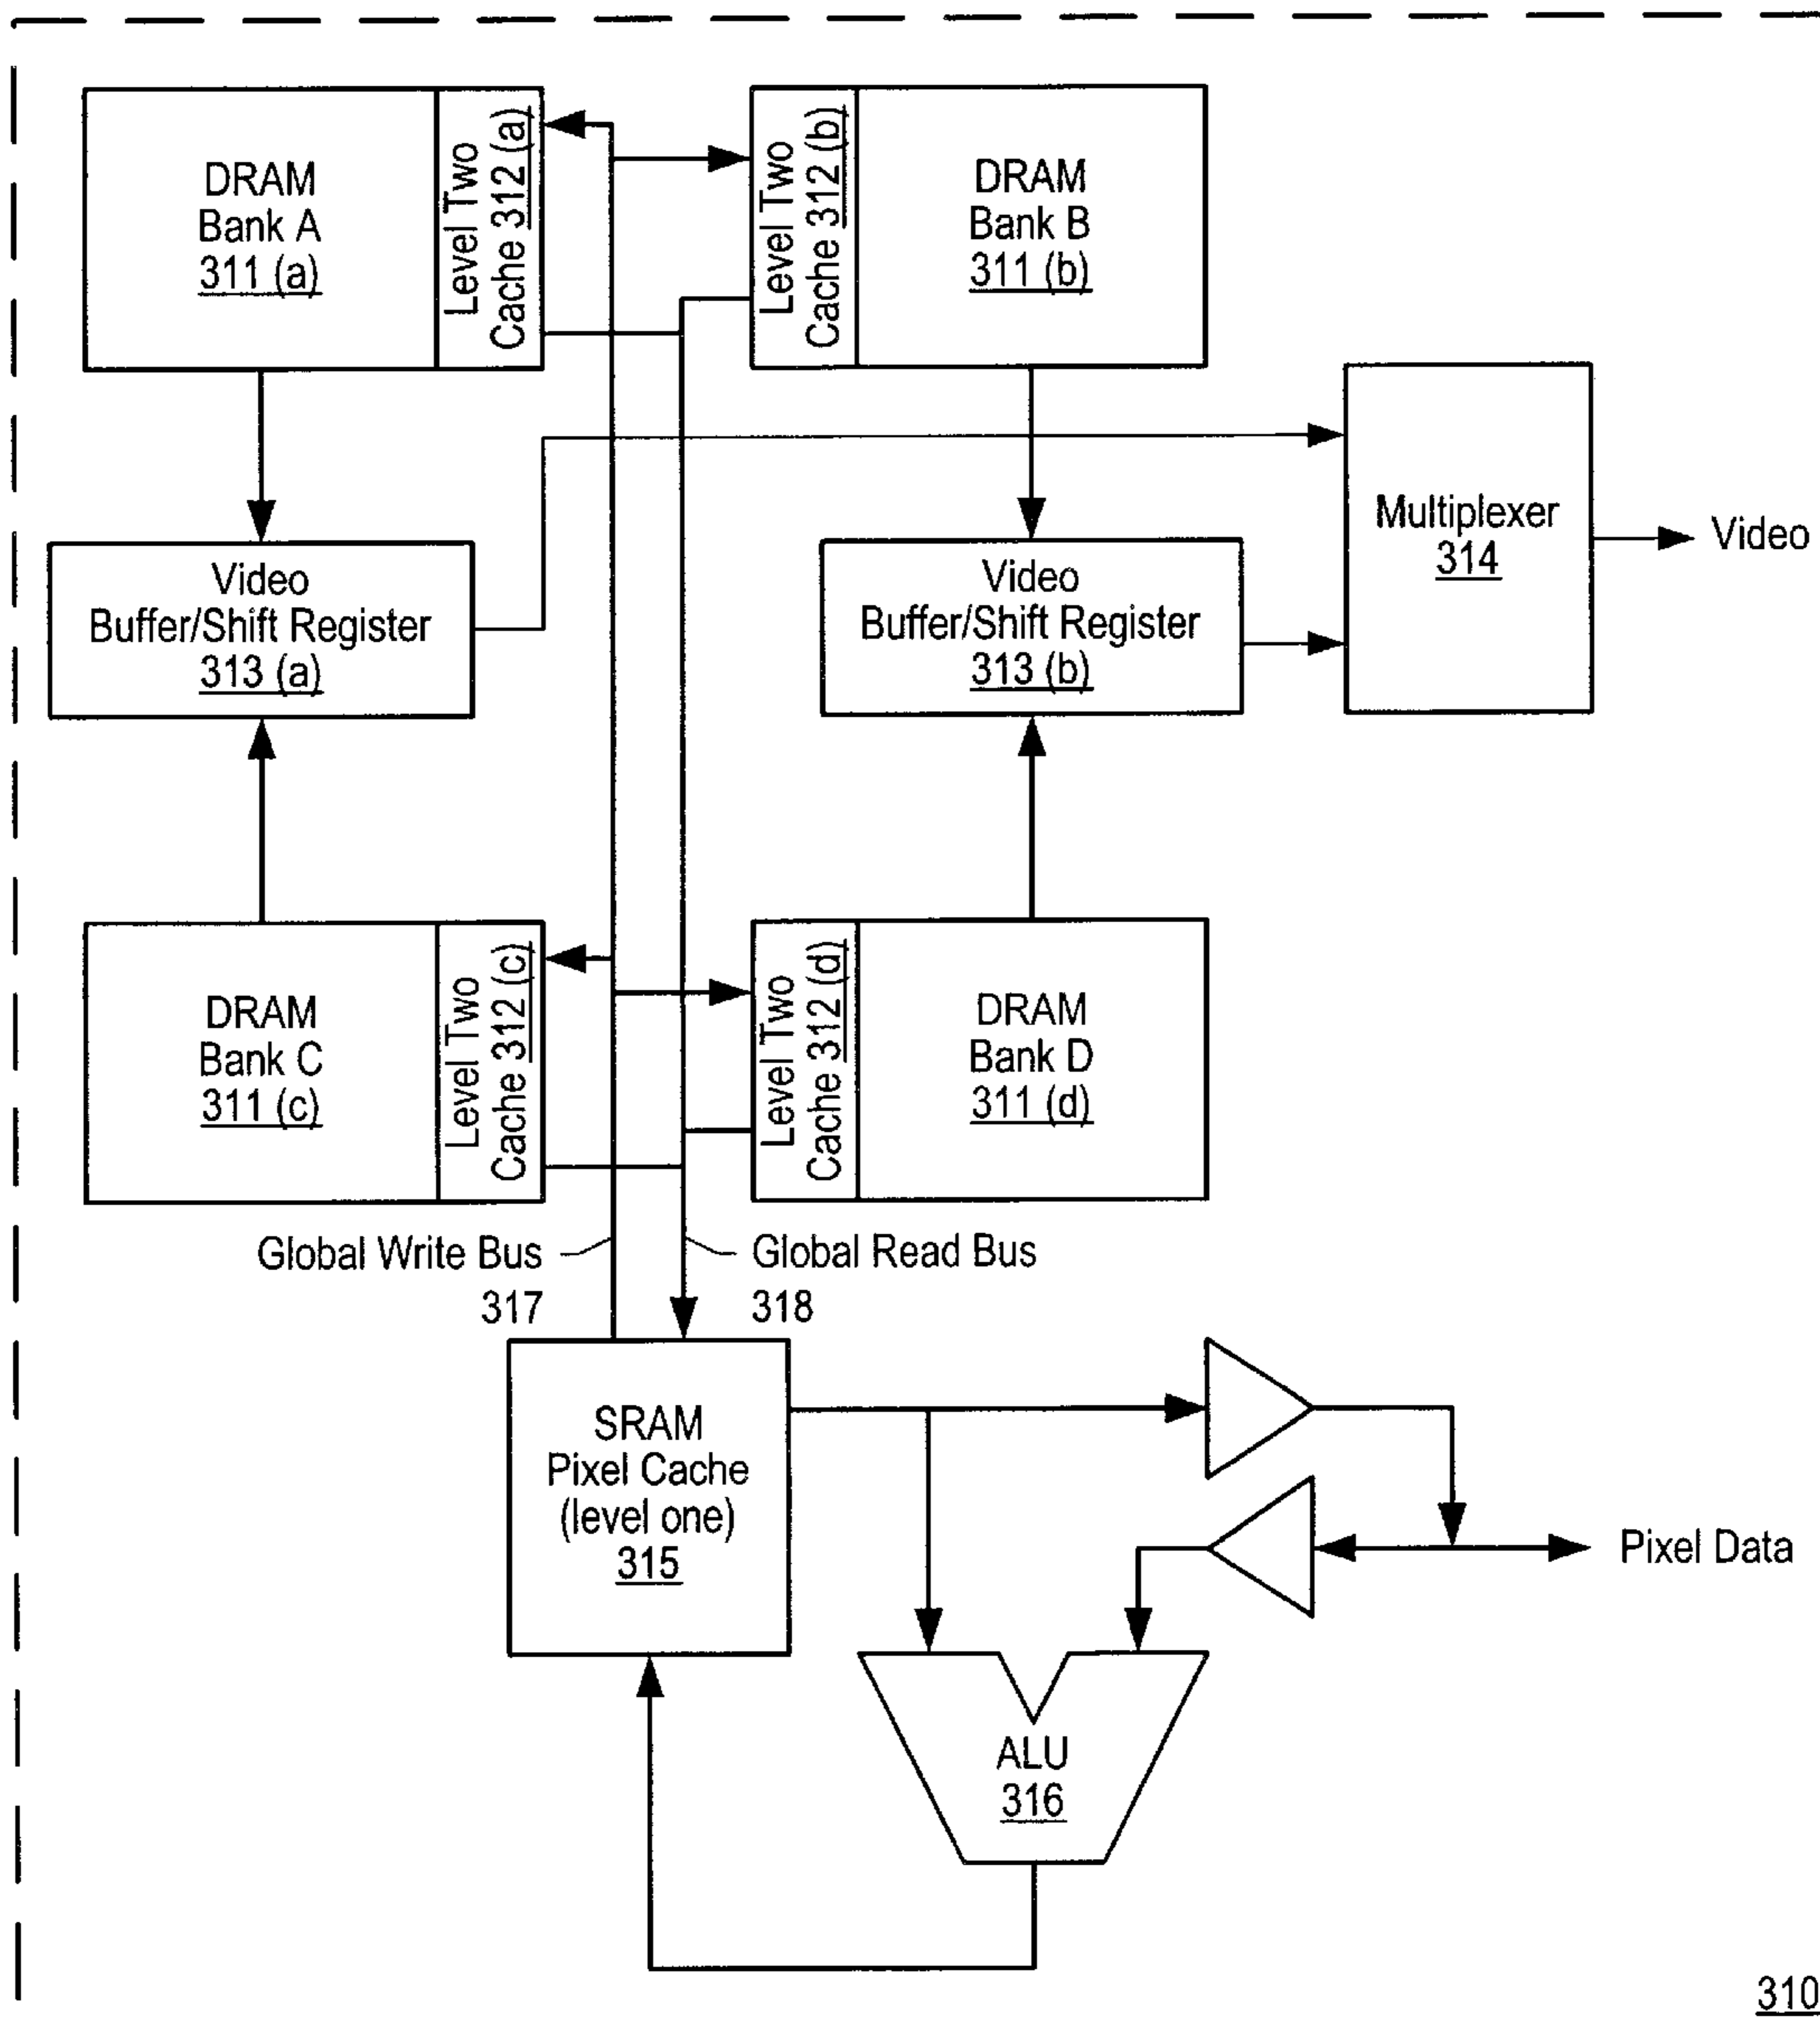 DRAM
Bank A
311 (a)
Level Two
Cache 312 (a)
Level Two
Cache 312 (b)
DRAM
Bank B
311 (b)
Video
Buffer/Shift Register
313 (a)
Video
Buffer/Shift Register
313 (b)
Multiplexer
314
Video
DRAM
Bank C
311 (c)
Level Two
Cache 312 (c)
Level Two
Cache 312 (d)
DRAM
Bank D
311 (d)
Global Write Bus
317
Global Read Bus
318
SRAM
Pixel Cache
(level one)
315
Pixel Data
ALU
316
310